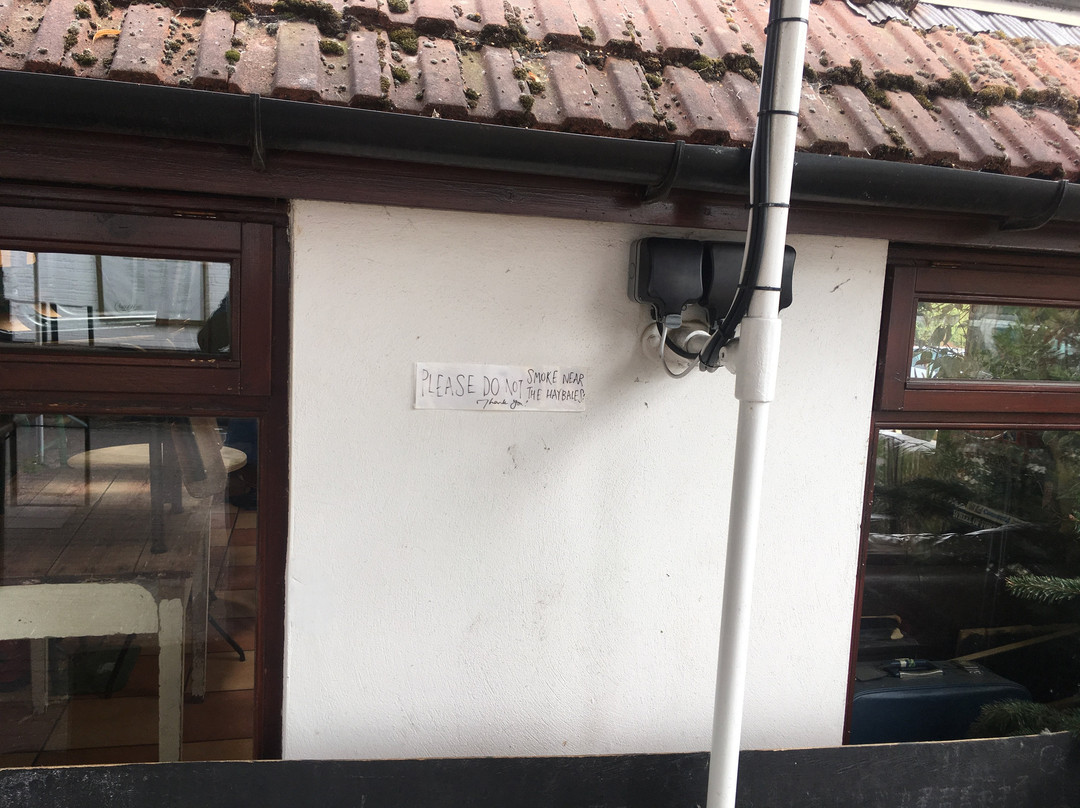 PLEASE DO NOT SMOKE NEAR
THE HAYBALES
Thank you!